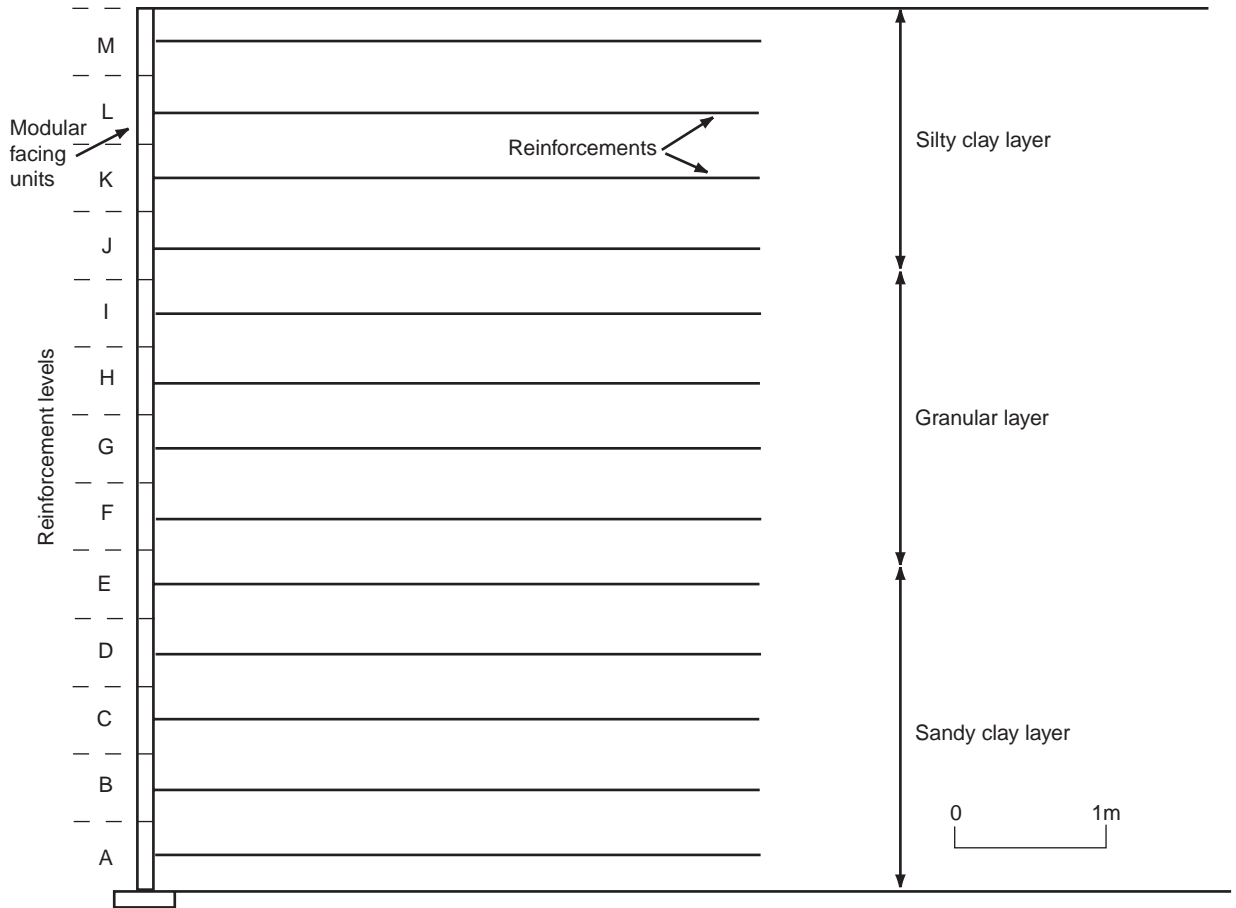 M
L
Modular
facing
units
Reinforcements
Silty clay layer
K
J
I
H
Granular layer
G
Reinforcement levels
F
E
D
C
Sandy clay layer
B
0 1m
A